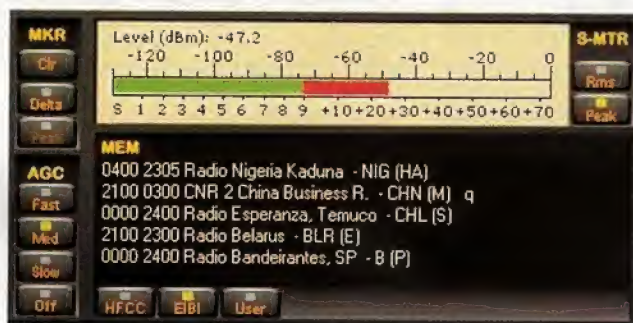 MKR
Clr
Delta
Peak
AGC
Fast
Med
Slow
Off
Level (dBm): -47.2
-120 -100 -80 -60 -40 -20 0
S 1 2 3 4 5 6 7 8 9 +10+20+30+40+50+60+70
S-MTR
Rms
Peak
MEM
0400 2305 Radio Nigeria Kaduna - NIG (HA)
2100 0300 CNR 2 China Business R. - CHN (M) q
0000 2400 Radio Esperanza, Temuco - CHL (S)
2100 2300 Radio Belarus - BLR (E)
0000 2400 Radio Bandeirantes, SP - B (P)
HFCC EIBI User